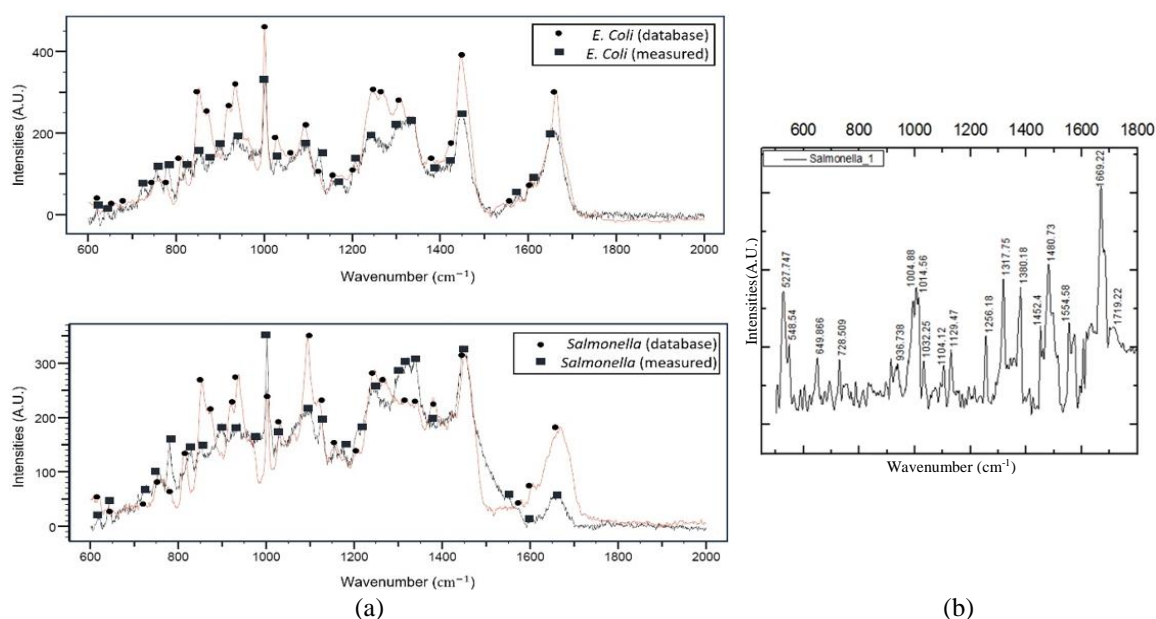 E. Coli (database)
E. Coli (measured)
400
300
200
100
0
Intensities (A.U.)
600 800 1000 1200 1400 1600 1800 2000
Wavenumber (cm⁻¹)
Salmonella (database)
Salmonella (measured)
300
200
100
0
Intensities (A.U.)
600 800 1000 1200 1400 1600 1800 2000
Wavenumber (cm⁻¹)
(a)
600 800 1000 1200 1400 1600 1800
Salmonella_1
527.747
548.54
649.866
728.509
936.738
1004.88
1014.56
1032.25
1104.12
1129.47
1256.18
1317.75
1380.18
1452.4
1480.73
1554.58
1669.22
1719.22
Intensities(A.U.)
Wavenumber (cm⁻¹)
(b)